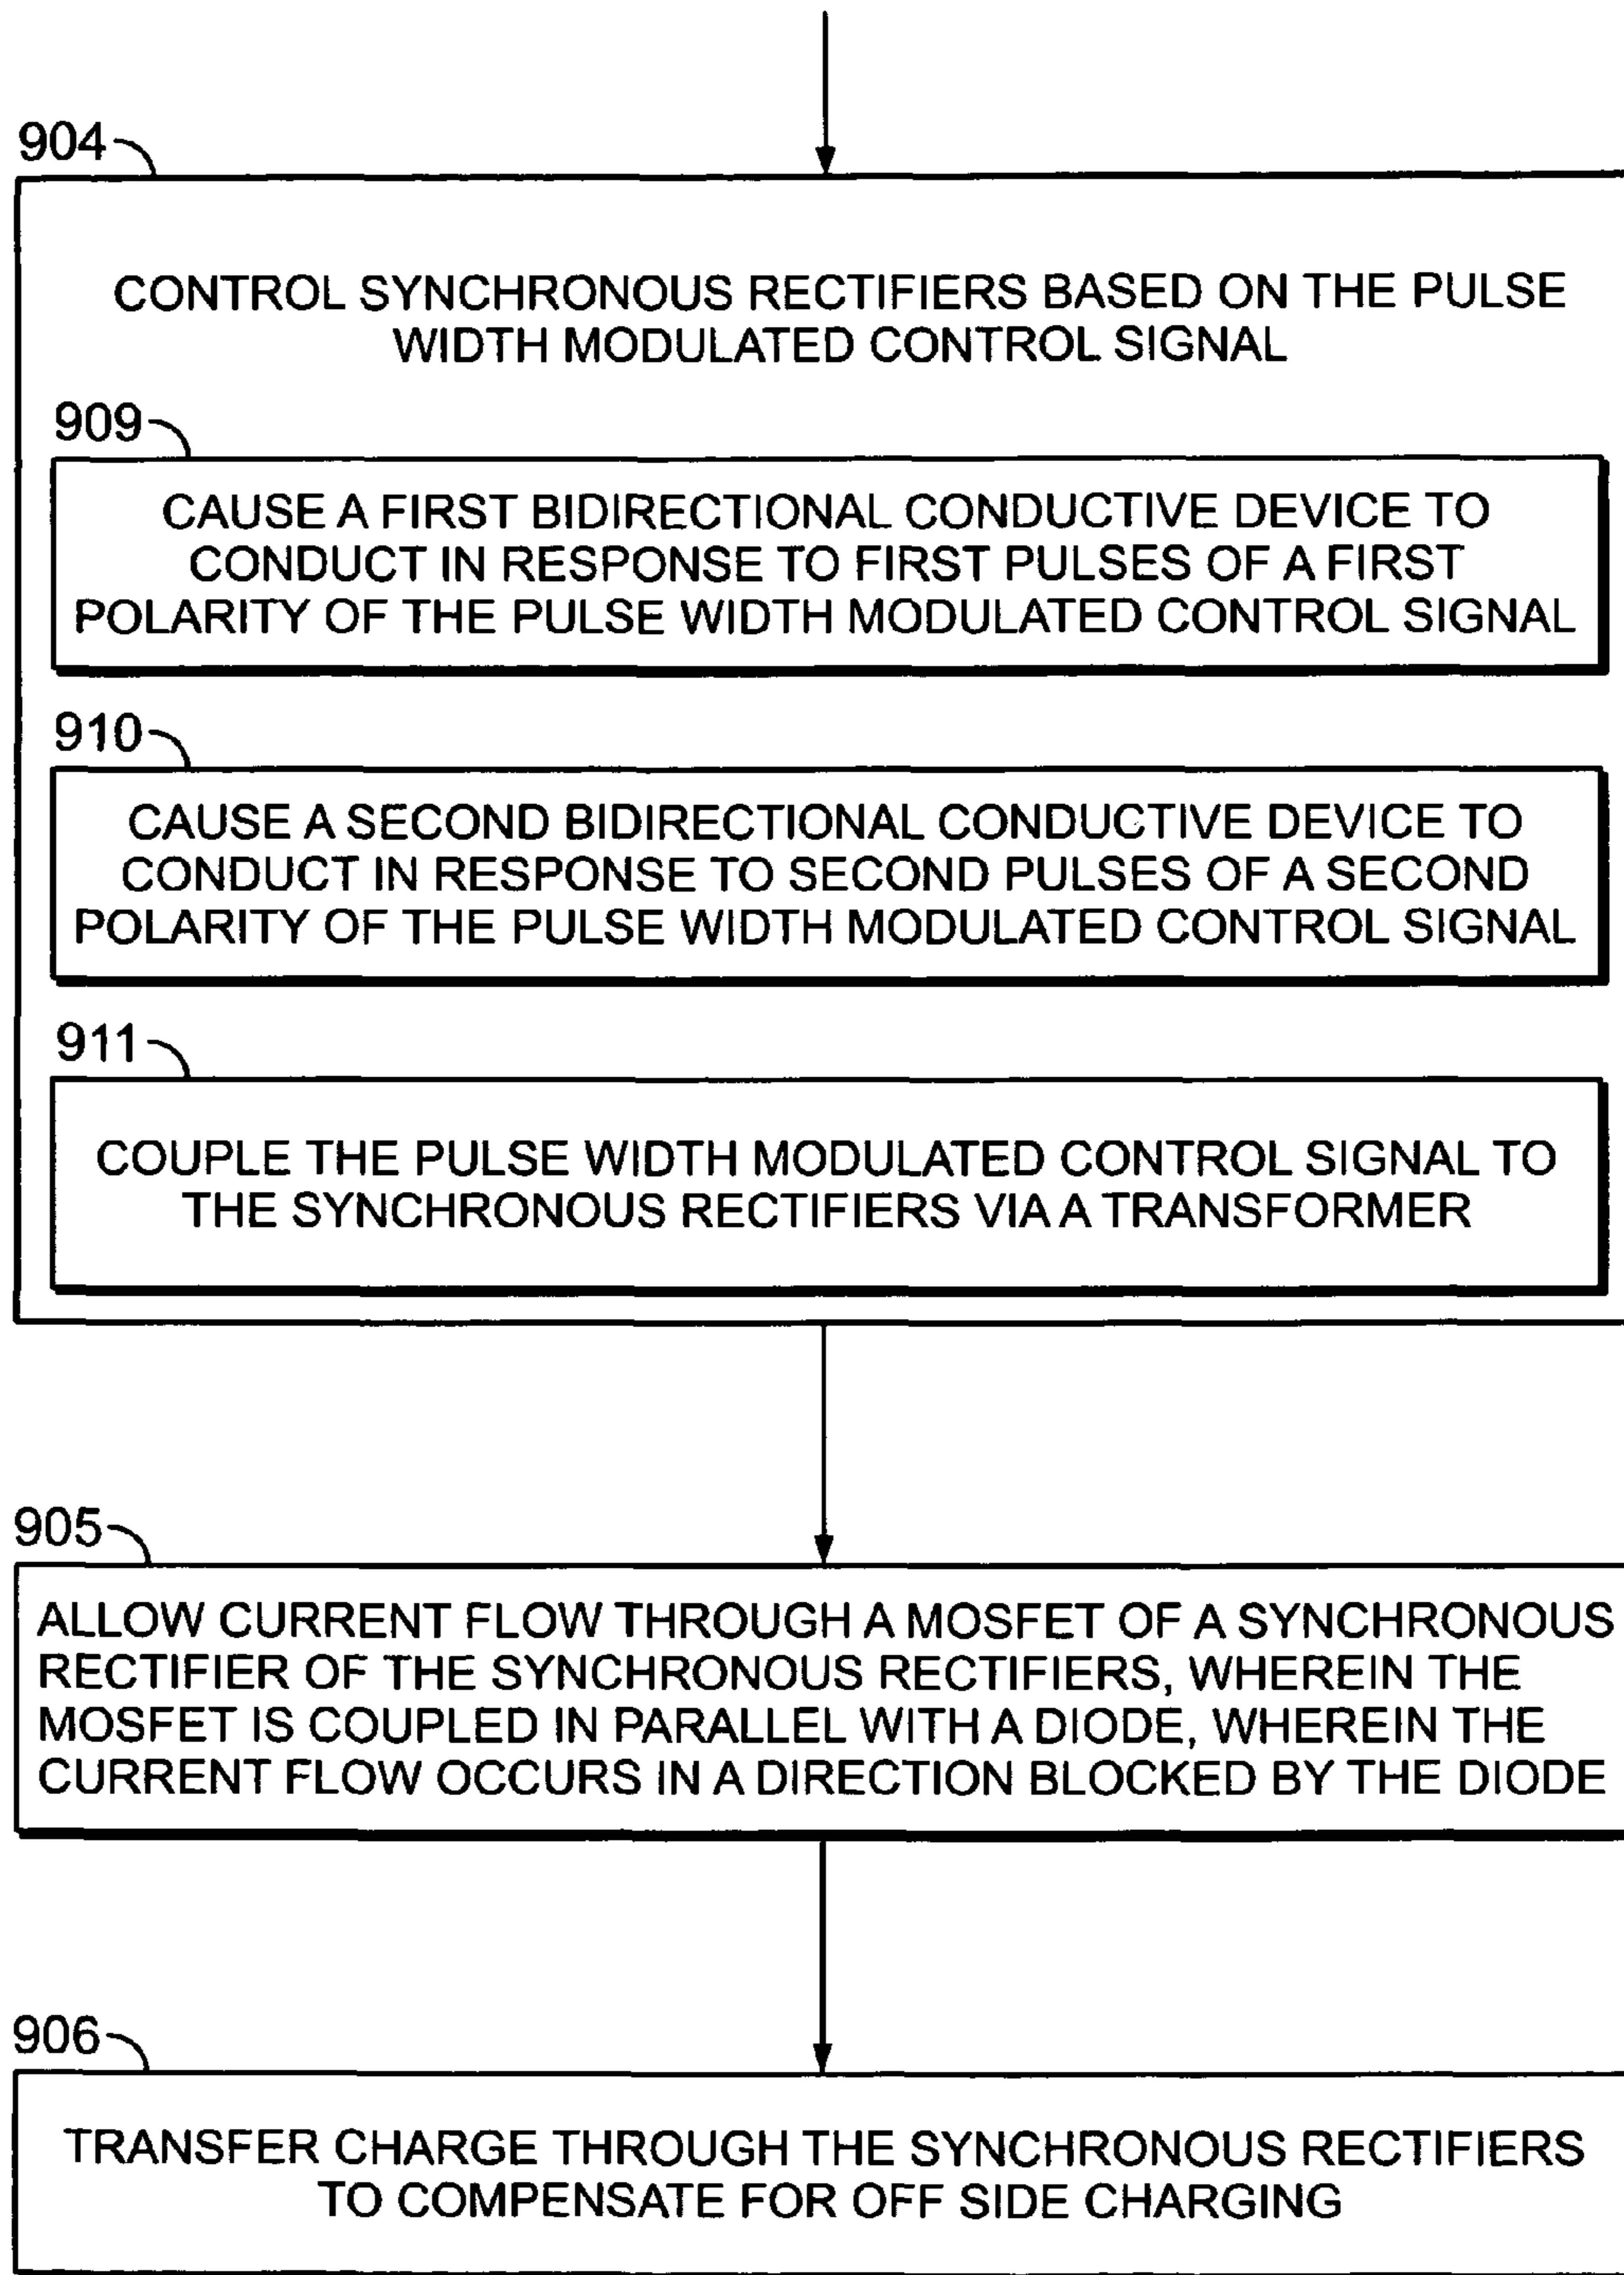 904
CONTROL SYNCHRONOUS RECTIFIERS BASED ON THE PULSE
WIDTH MODULATED CONTROL SIGNAL
909
CAUSE A FIRST BIDIRECTIONAL CONDUCTIVE DEVICE TO
CONDUCT IN RESPONSE TO FIRST PULSES OF A FIRST
POLARITY OF THE PULSE WIDTH MODULATED CONTROL SIGNAL
910
CAUSE A SECOND BIDIRECTIONAL CONDUCTIVE DEVICE TO
CONDUCT IN RESPONSE TO SECOND PULSES OF A SECOND
POLARITY OF THE PULSE WIDTH MODULATED CONTROL SIGNAL
911
COUPLE THE PULSE WIDTH MODULATED CONTROL SIGNAL TO
THE SYNCHRONOUS RECTIFIERS VIA A TRANSFORMER
905
ALLOW CURRENT FLOW THROUGH A MOSFET OF A SYNCHRONOUS
RECTIFIER OF THE SYNCHRONOUS RECTIFIERS, WHEREIN THE
MOSFET IS COUPLED IN PARALLEL WITH A DIODE, WHEREIN THE
CURRENT FLOW OCCURS IN A DIRECTION BLOCKED BY THE DIODE
906
TRANSFER CHARGE THROUGH THE SYNCHRONOUS RECTIFIERS
TO COMPENSATE FOR OFF SIDE CHARGING